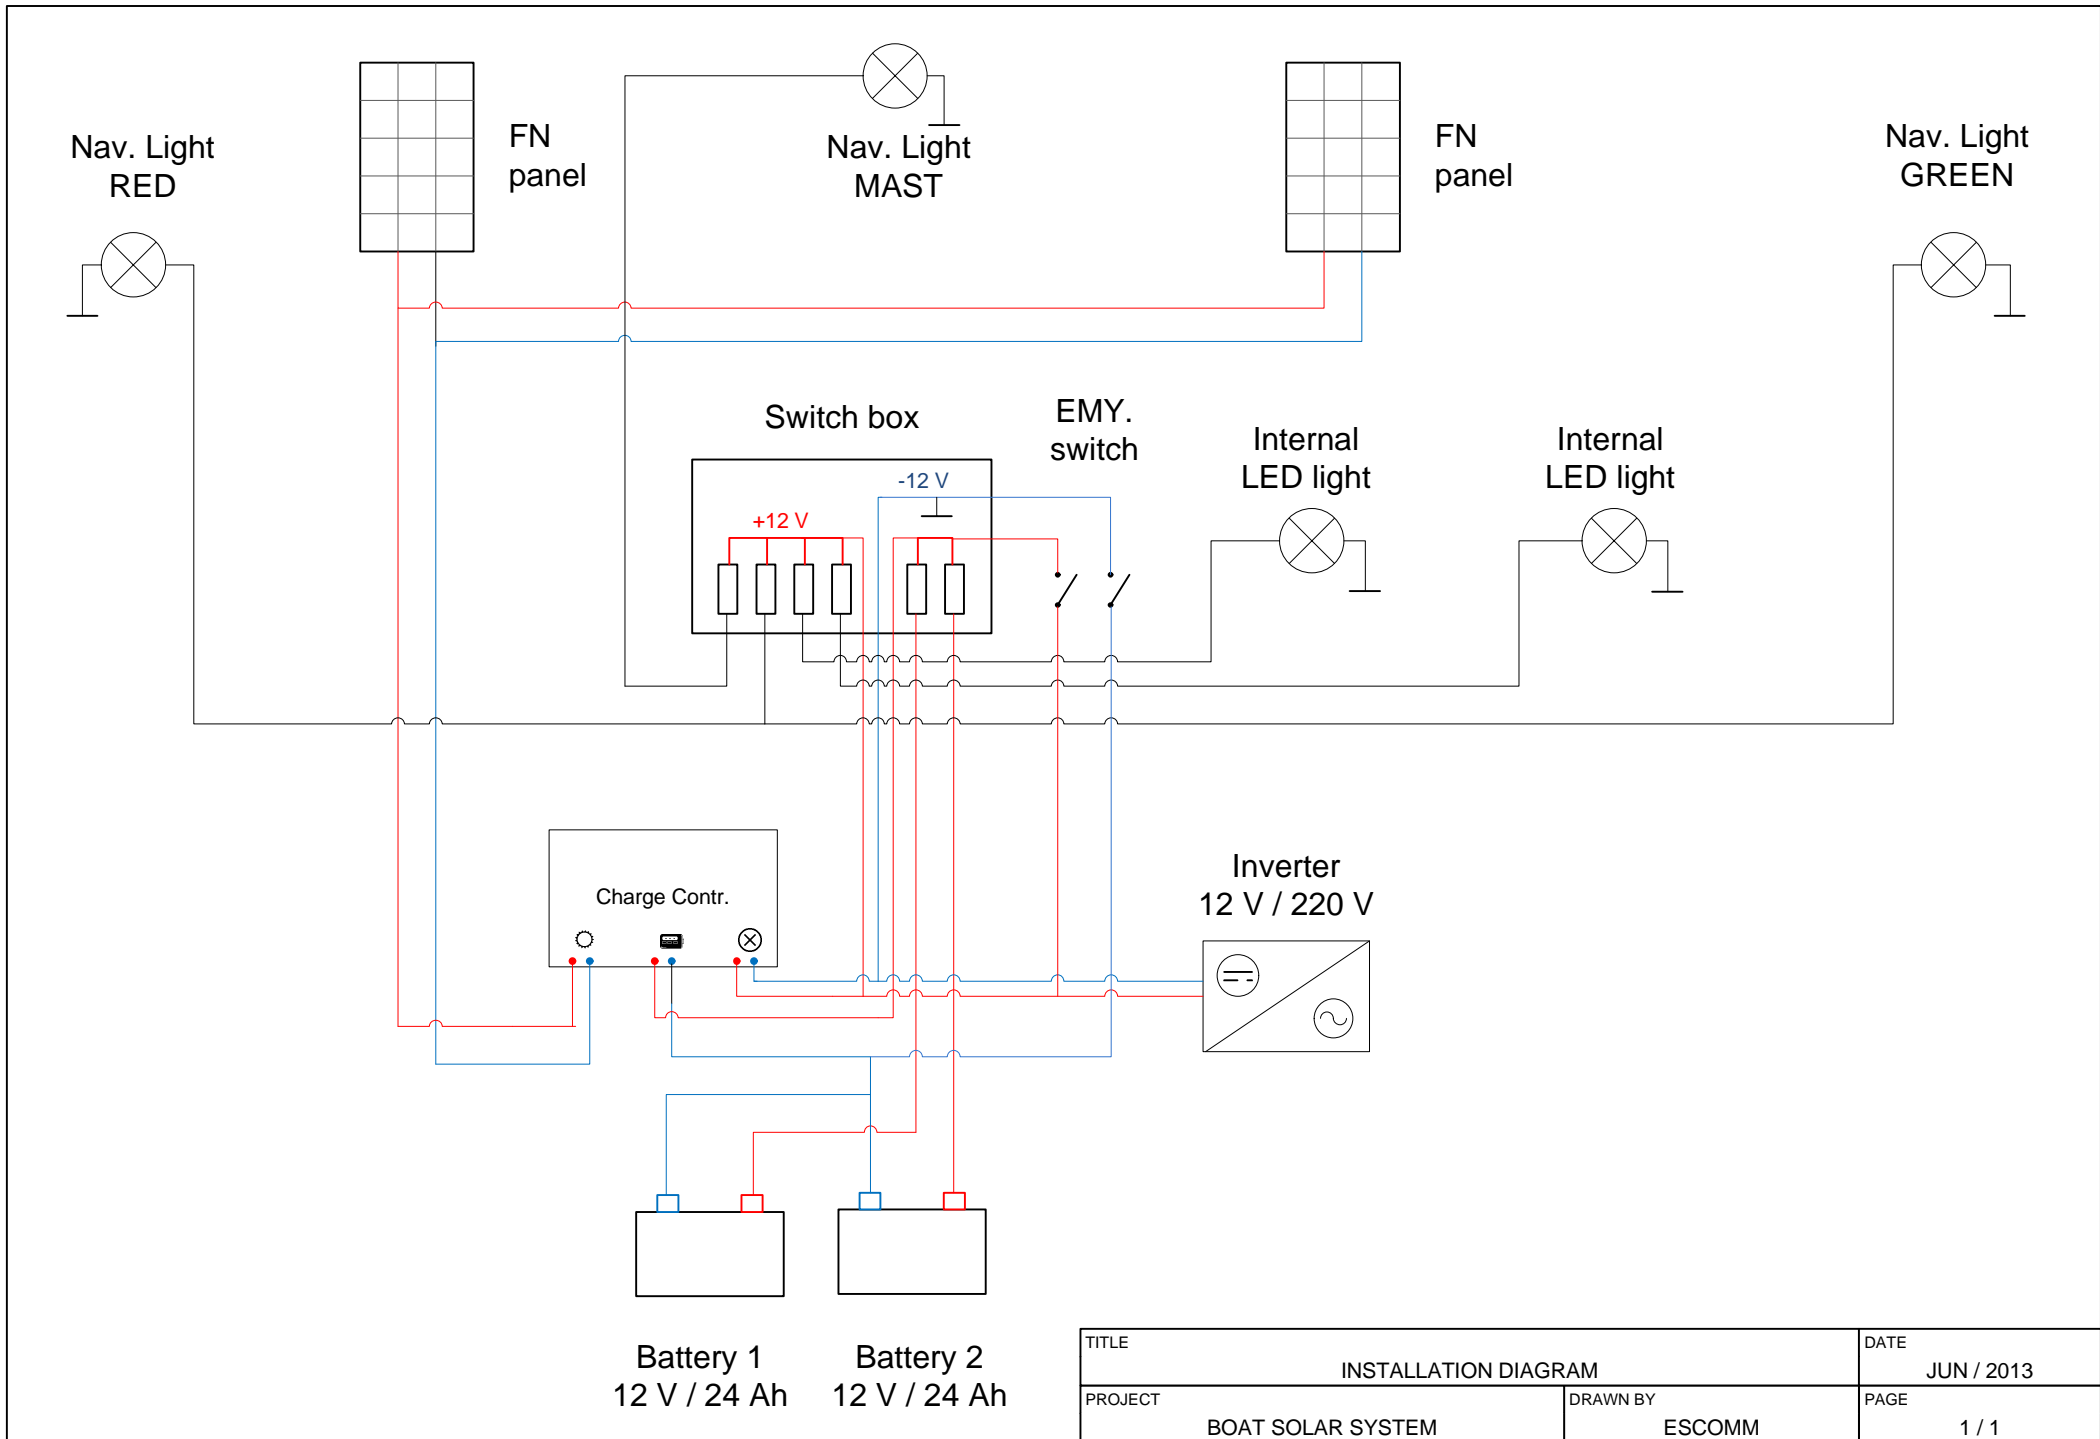 Nav. Light
RED
FN
panel
Nav. Light
MAST
FN
panel
Nav. Light
GREEN
Switch box
EMY.
switch
Internal
LED light
Internal
LED light
-12 V
+12 V
Charge Contr.
Inverter
12 V / 220 V
Battery 1
12 V / 24 Ah
Battery 2
12 V / 24 Ah
TITLE
INSTALLATION DIAGRAM
DATE
JUN / 2013
PROJECT
BOAT SOLAR SYSTEM
DRAWN BY
ESCOMM
PAGE
1 / 1